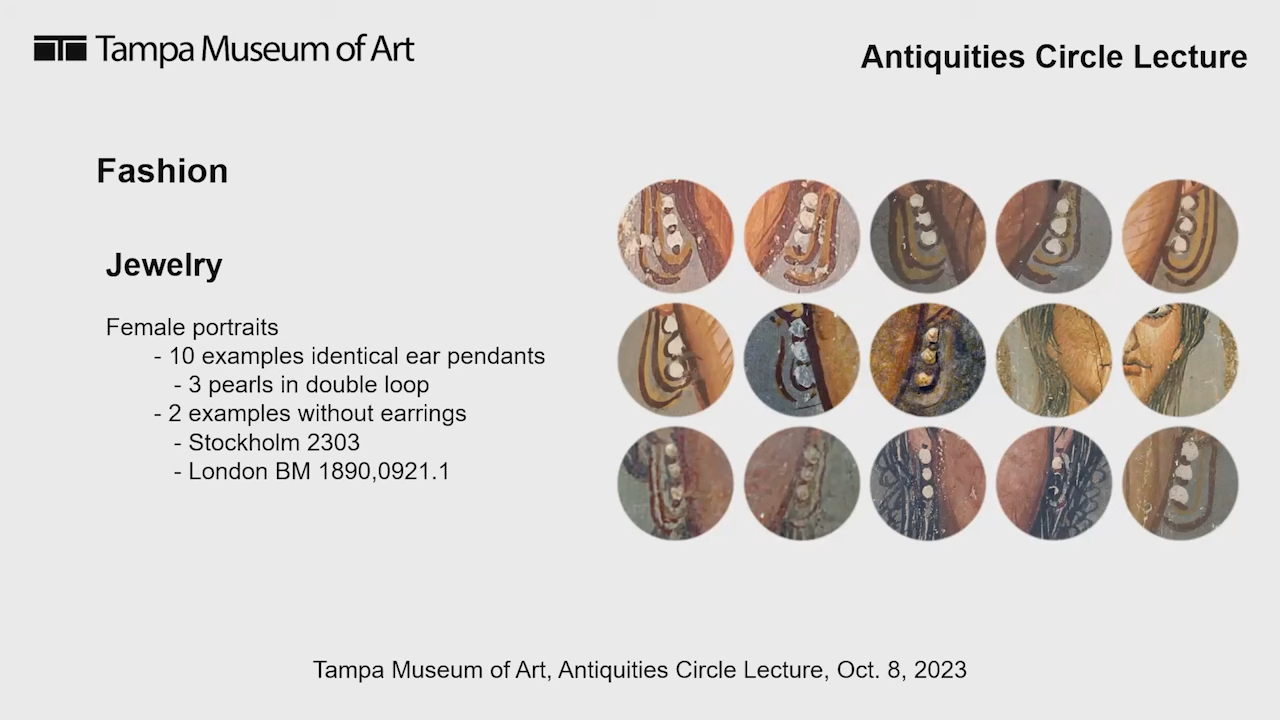 Tampa Museum of Art
Antiquities Circle Lecture
Fashion
Jewelry
Female portraits
- 10 examples identical ear pendants
- 3 pearls in double loop
- 2 examples without earrings
- Stockholm 2303
- London BM 1890,0921.1
Tampa Museum of Art, Antiquities Circle Lecture, Oct. 8, 2023